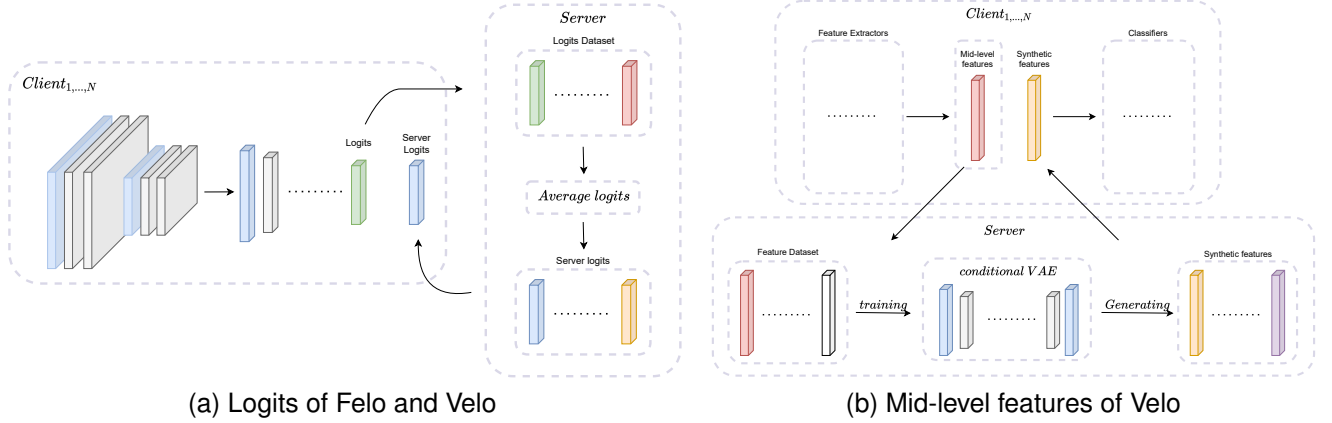 Client1,...,N
Logits
Server
Logits
Server
Logits Dataset
Average logits
Server logits
(a) Logits of Felo and Velo
Client1,...,N
Feature Extractors
Mid-level
features
Synthetic
features
Classifiers
Server
Feature Dataset
training
conditional VAE
Generating
Synthetic features
(b) Mid-level features of Velo